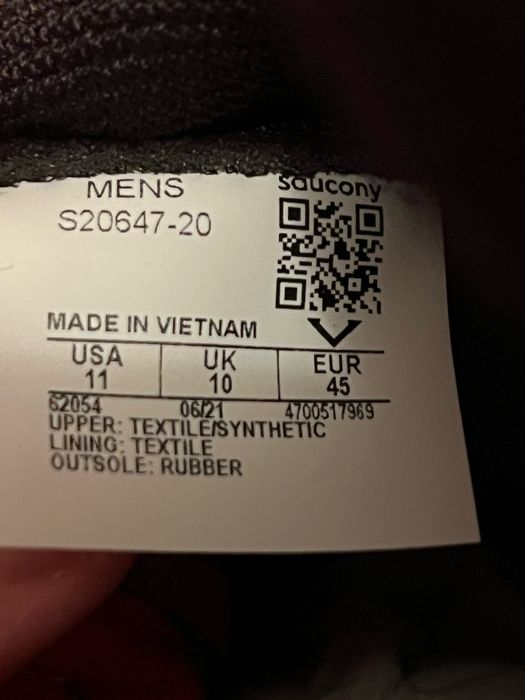 MENS
S20647-20
saucony
MADE IN VIETNAM
USA UK EUR
11 10 45
62054 06/21 4700517969
UPPER: TEXTILE/SYNTHETIC
LINING: TEXTILE
OUTSOLE: RUBBER